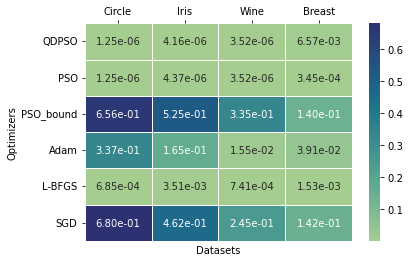 Circle Iris Wine Breast
QDPSO 1.25e-06 4.16e-06 3.52e-06 6.57e-03
PSO 1.25e-06 4.37e-06 3.52e-06 3.45e-04
PSO_bound 6.56e-01 5.25e-01 3.35e-01 1.40e-01
Adam 3.37e-01 1.65e-01 1.55e-02 3.91e-02
L-BFGS 6.85e-04 3.51e-03 7.41e-04 1.53e-03
SGD 6.80e-01 4.62e-01 2.45e-01 1.42e-01
Optimizers
Datasets
0.6
0.5
0.4
0.3
0.2
0.1